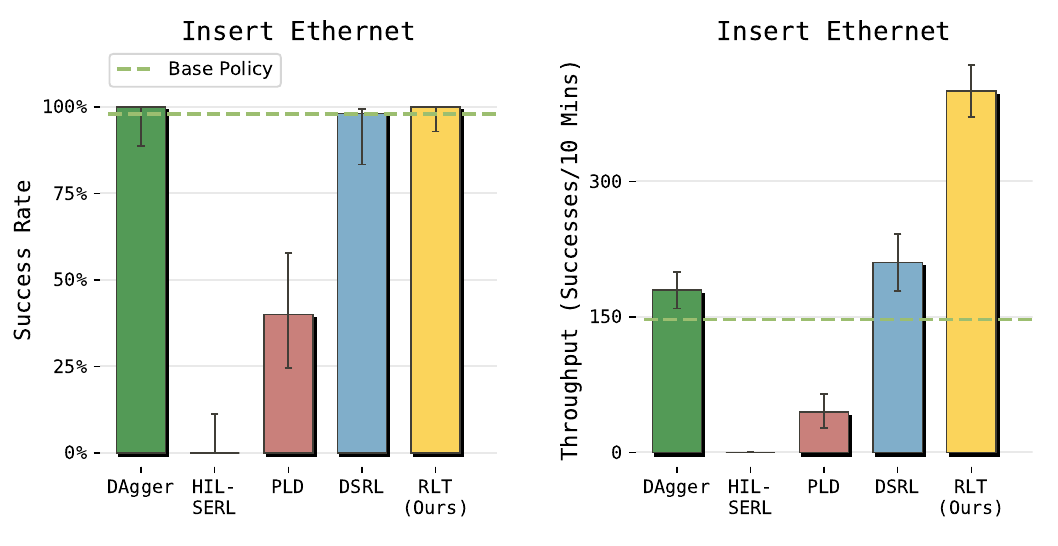 Insert Ethernet
Base Policy
Success Rate
100%
75%
50%
25%
0%
DAgger
HIL-
SERL
PLD
DSRL
RLT
(Ours)
Insert Ethernet
Throughput (Successes/10 Mins)
300
150
0
DAgger
HIL-
SERL
PLD
DSRL
RLT
(Ours)